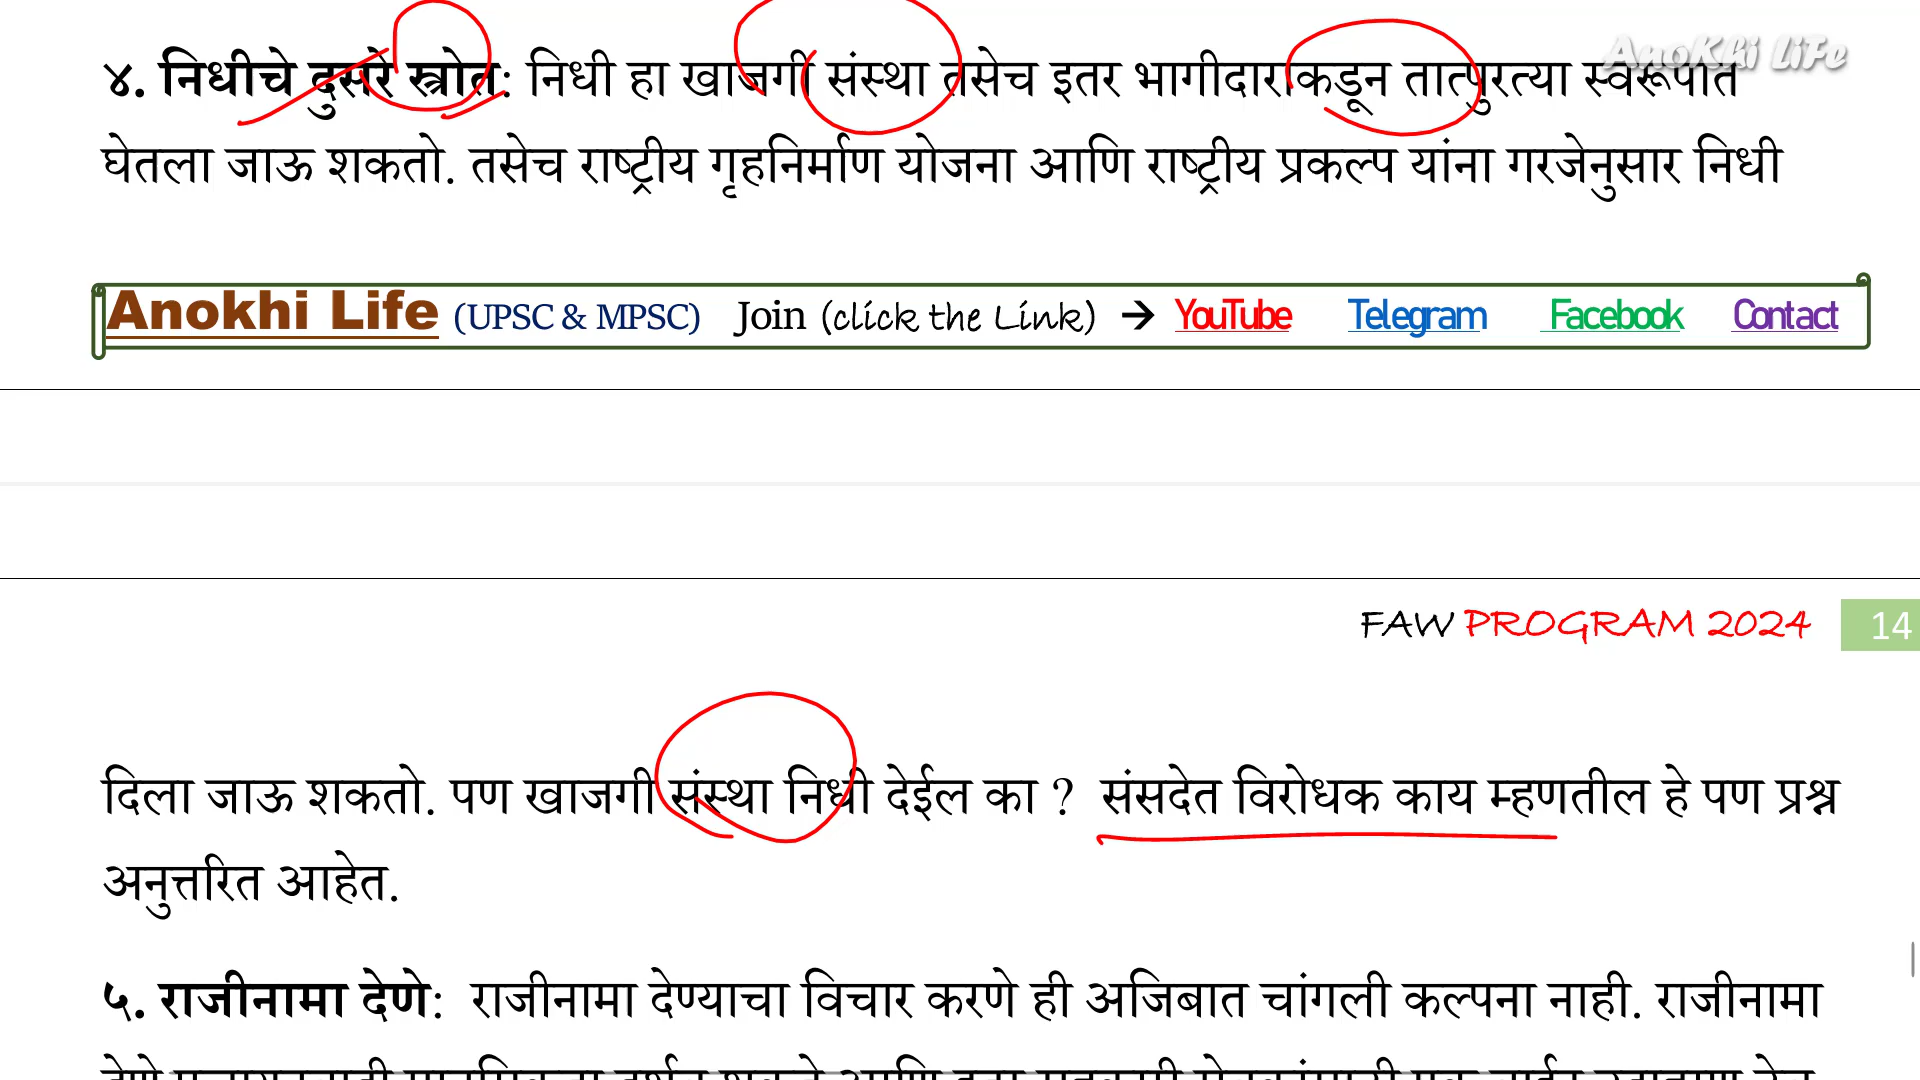 AnoKhi LiFe
४. निधीचे दुसरे स्त्रोत: निधी हा खाजगी संस्था तसेच इतर भागीदाराकडून तात्पुरत्या स्वरूपात
घेतला जाऊ शकतो. तसेच राष्ट्रीय गृहनिर्माण योजना आणि राष्ट्रीय प्रकल्प यांना गरजेनुसार निधी
Anokhi Life (UPSC & MPSC) Join (click the Link) → YouTube Telegram Facebook Contact
FAW PROGRAM 2024 14
दिला जाऊ शकतो. पण खाजगी संस्था निधी देईल का ? संसदेत विरोधक काय म्हणतील हे पण प्रश्न
अनुत्तरित आहेत.
५. राजीनामा देणे: राजीनामा देण्याचा विचार करणे ही अजिबात चांगली कल्पना नाही. राजीनामा